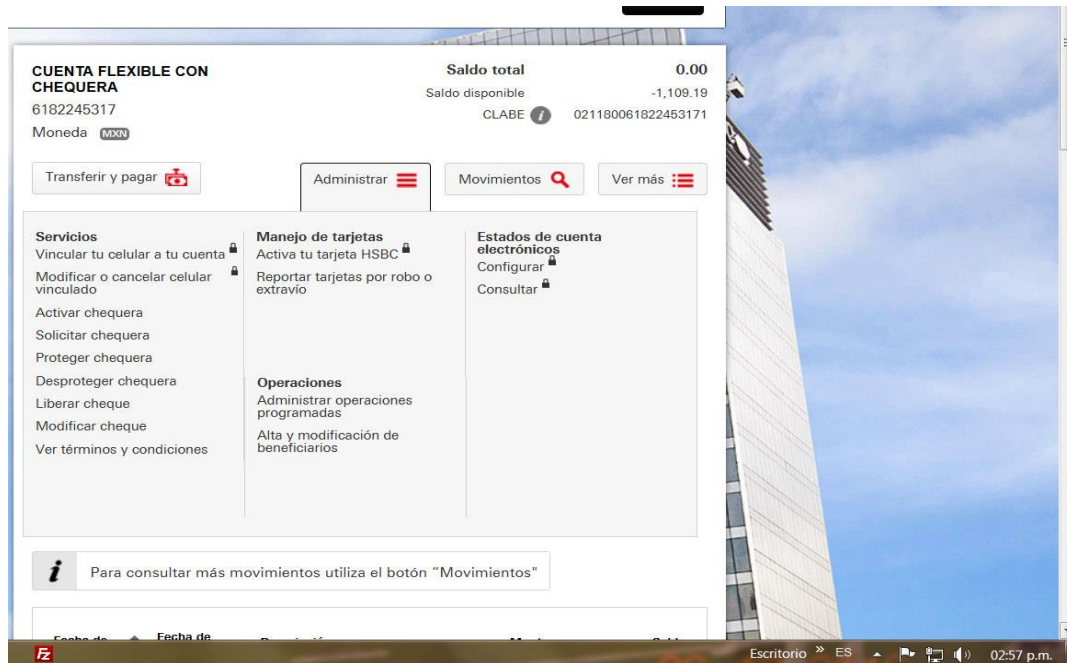 CUENTA FLEXIBLE CON
CHEQUERA
6182245317
Moneda MXN
Saldo total 0.00
Saldo disponible -1,109.19
CLABE i 021180061822453171
Transferir y pagar
Administrar
Movimientos
Ver más
Servicios
Vincular tu celular a tu cuenta
Modificar o cancelar celular
vinculado
Activar chequera
Solicitar chequera
Proteger chequera
Desproteger chequera
Liberar cheque
Modificar cheque
Ver términos y condiciones
Manejo de tarjetas
Activa tu tarjeta HSBC
Reportar tarjetas por robo o
extravío
Operaciones
Administrar operaciones
programadas
Alta y modificación de
beneficiarios
Estados de cuenta
electrónicos
Configurar
Consultar
i Para consultar más movimientos utiliza el botón "Movimientos"
Fecha de
Fz Escritorio » ES 02:57 p.m.